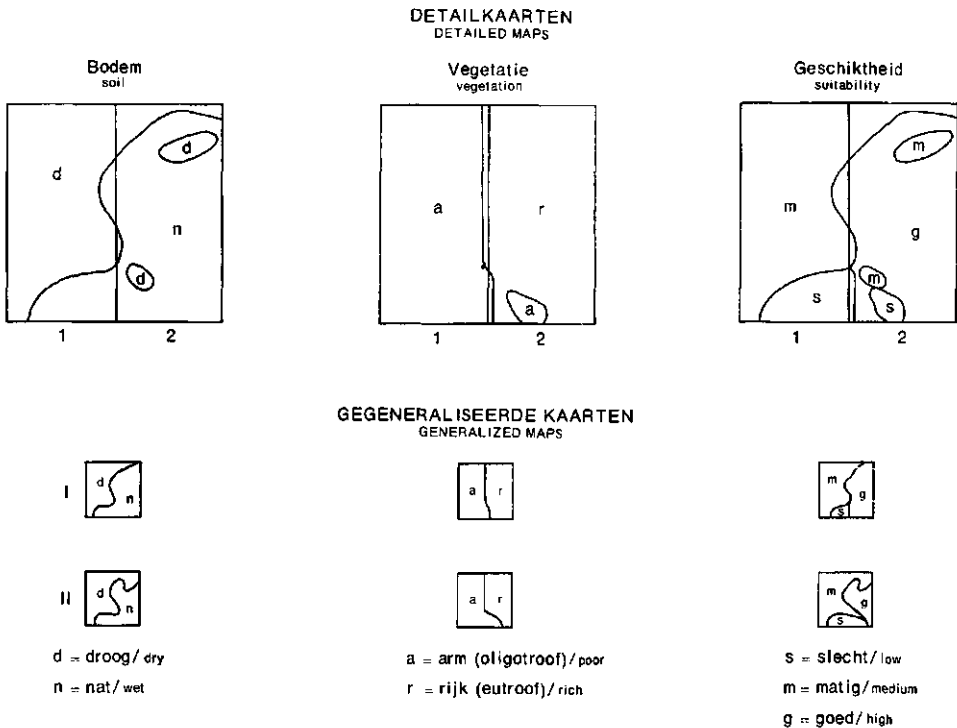 DETAILKAARTEN
DETAILED MAPS
Bodem
soil
Vegetatie
vegetation
Geschiktheid
suitability
d
d
n
d
1 2
a
r
a
1 2
m
m
g
m
s
s
1 2
GEGENERALISEERDE KAARTEN
GENERALIZED MAPS
I
d
n
a r
m
g
s
II
d
n
a r
m
g
s
d = droog/dry
n = nat/wet
a = arm (oligotroof)/poor
r = rijk (eutroof)/rich
s = slecht/low
m = matig/medium
g = goed/high